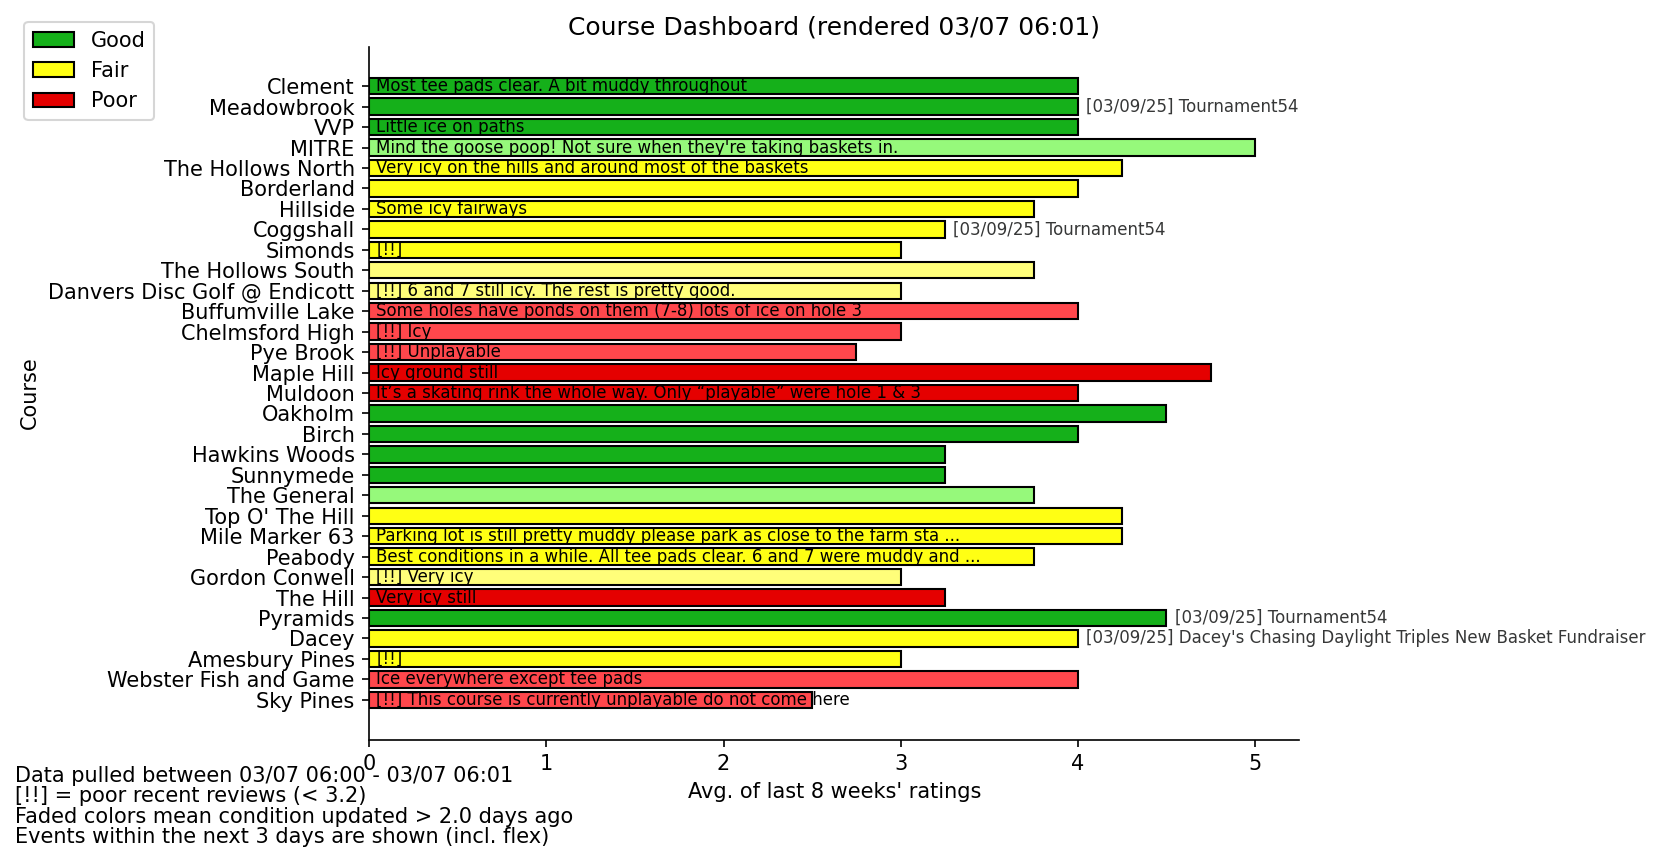 Course Dashboard (rendered 03/07 06:01)
Good
Fair
Poor
Clement Most tee pads clear. A bit muddy throughout
Meadowbrook [03/09/25] Tournament54
VVP Little ice on paths
MITRE Mind the goose poop! Not sure when they're taking baskets in.
The Hollows North Very icy on the hills and around most of the baskets
Borderland
Hillside Some icy fairways
Coggshall [03/09/25] Tournament54
Simonds [!!]
The Hollows South
Danvers Disc Golf @ Endicott [!!] 6 and 7 still icy. The rest is pretty good.
Buffumville Lake Some holes have ponds on them (7-8) lots of ice on hole 3
Chelmsford High [!!] Icy
Pye Brook [!!] Unplayable
Maple Hill Icy ground still
Muldoon It's a skating rink the whole way. Only “playable” were hole 1 & 3
Oakholm
Birch
Hawkins Woods
Sunnymede
The General
Top O' The Hill
Mile Marker 63 Parking lot is still pretty muddy please park as close to the farm sta ...
Peabody Best conditions in a while. All tee pads clear. 6 and 7 were muddy and ...
Gordon Conwell [!!] Very icy
The Hill Very icy still
Pyramids [03/09/25] Tournament54
Dacey [03/09/25] Dacey's Chasing Daylight Triples New Basket Fundraiser
Amesbury Pines [!!]
Webster Fish and Game Ice everywhere except tee pads
Sky Pines [!!] This course is currently unplayable do not come here
Course
0 1 2 3 4 5
Avg. of last 8 weeks' ratings
Data pulled between 03/07 06:00 - 03/07 06:01
[!!] = poor recent reviews (< 3.2)
Faded colors mean condition updated > 2.0 days ago
Events within the next 3 days are shown (incl. flex)